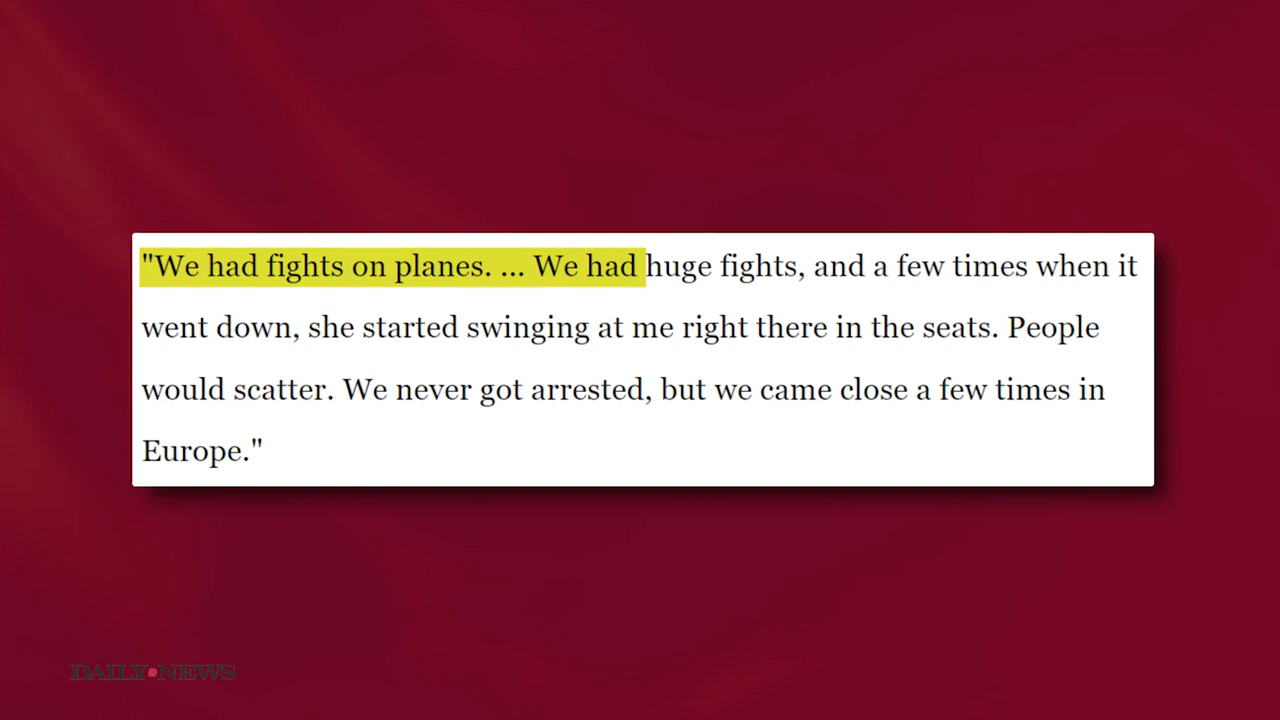 "We had fights on planes. ... We had huge fights, and a few times when it
went down, she started swinging at me right there in the seats. People
would scatter. We never got arrested, but we came close a few times in
Europe."
DAILY NEWS